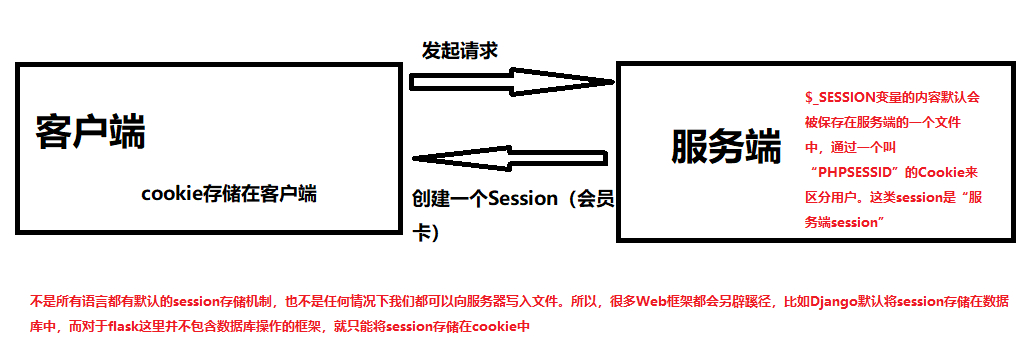 发起请求
客户端
cookie存储在客户端
创建一个Session（会员
卡）
服务端
$_SESSION变量的内容默认会
被保存在服务端的一个文件
中，通过一个叫
“PHPSESSID”的Cookie来
区分用户。这类session是“服
务端session”
不是所有语言都有默认的session存储机制，也不是任何情况下我们都可以向服务器写入文件。所以，很多Web框架都会另辟蹊径，比如Django默认将session存储在数据
库中，而对于flask这里并不包含数据库操作的框架，就只能将session存储在cookie中